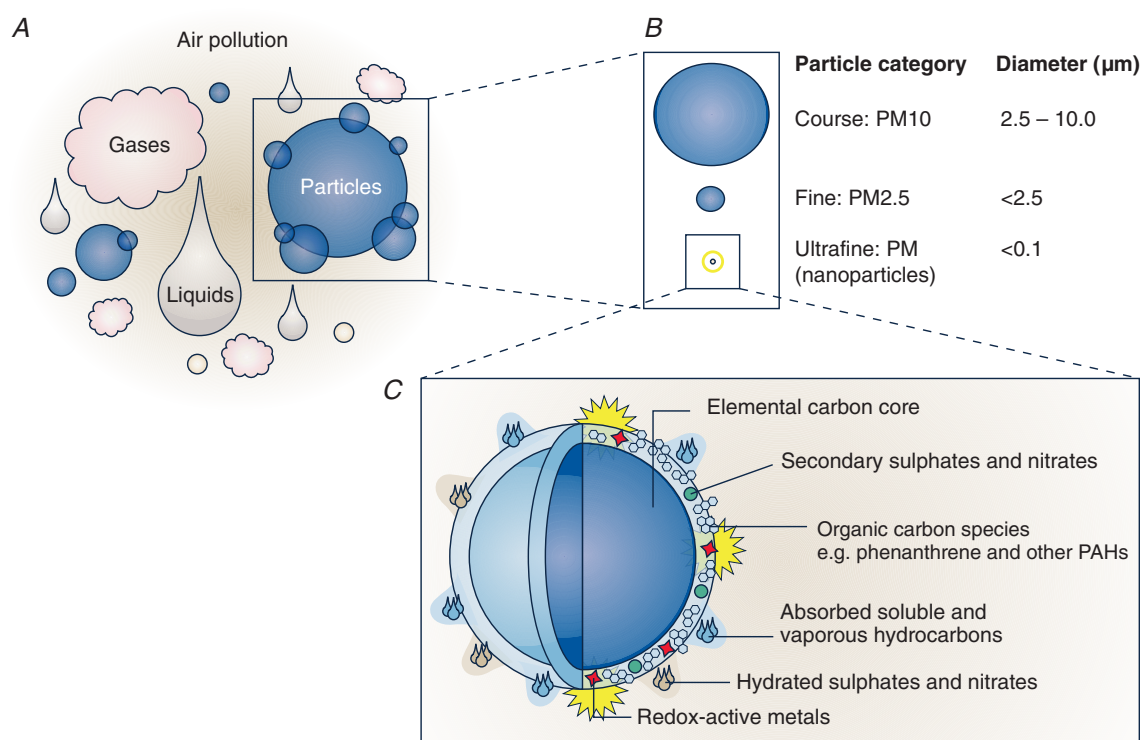 A
Air pollution
Gases
Particles
Liquids
B
Particle category Diameter (µm)
Course: PM10 2.5 – 10.0
Fine: PM2.5 <2.5
Ultrafine: PM <0.1
(nanoparticles)
C
Elemental carbon core
Secondary sulphates and nitrates
Organic carbon species
e.g. phenanthrene and other PAHs
Absorbed soluble and
vaporous hydrocarbons
Hydrated sulphates and nitrates
Redox-active metals